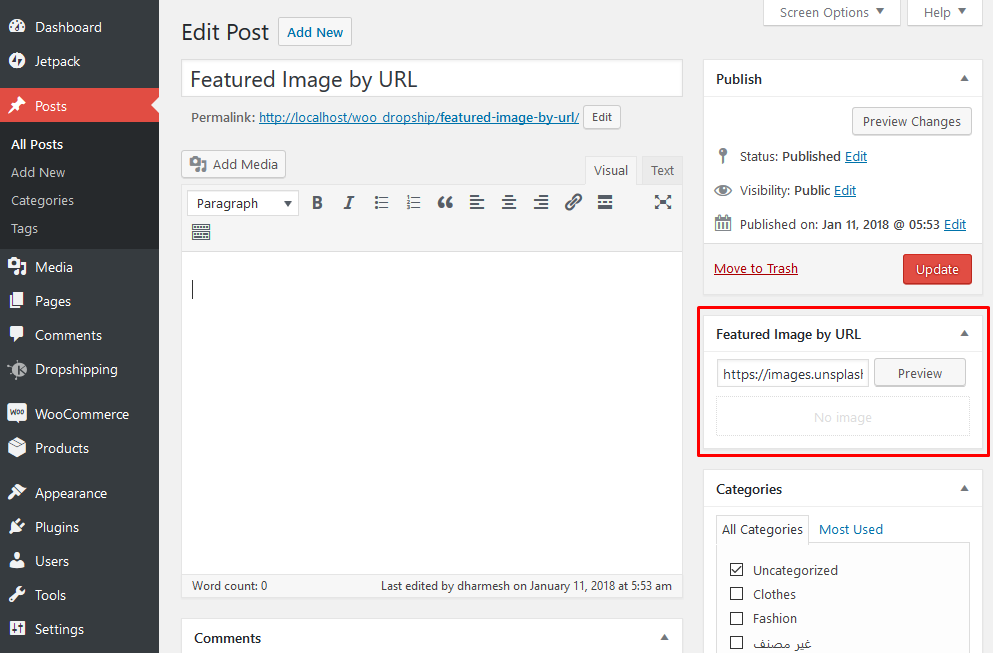 Dashboard
Jetpack
Posts
All Posts
Add New
Categories
Tags
Media
Pages
Comments
Dropshipping
WOO WooCommerce
Products
Appearance
Plugins
Users
Tools
Settings
Screen Options
Help
Edit Post Add New
Featured Image by URL
Permalink: http://localhost/woo_dropship/featured-image-by-url/ Edit
Add Media
Visual Text
Paragraph B I
Word count: 0 Last edited by dharmesh on January 11, 2018 at 5:53 am
Comments
Publish
Preview Changes
Status: Published Edit
Visibility: Public Edit
Published on: Jan 11, 2018 @ 05:53 Edit
Move to Trash Update
Featured Image by URL
https://images.unsplash Preview
No image
Categories
All Categories Most Used
Uncategorized
Clothes
Fashion
غير مصنف